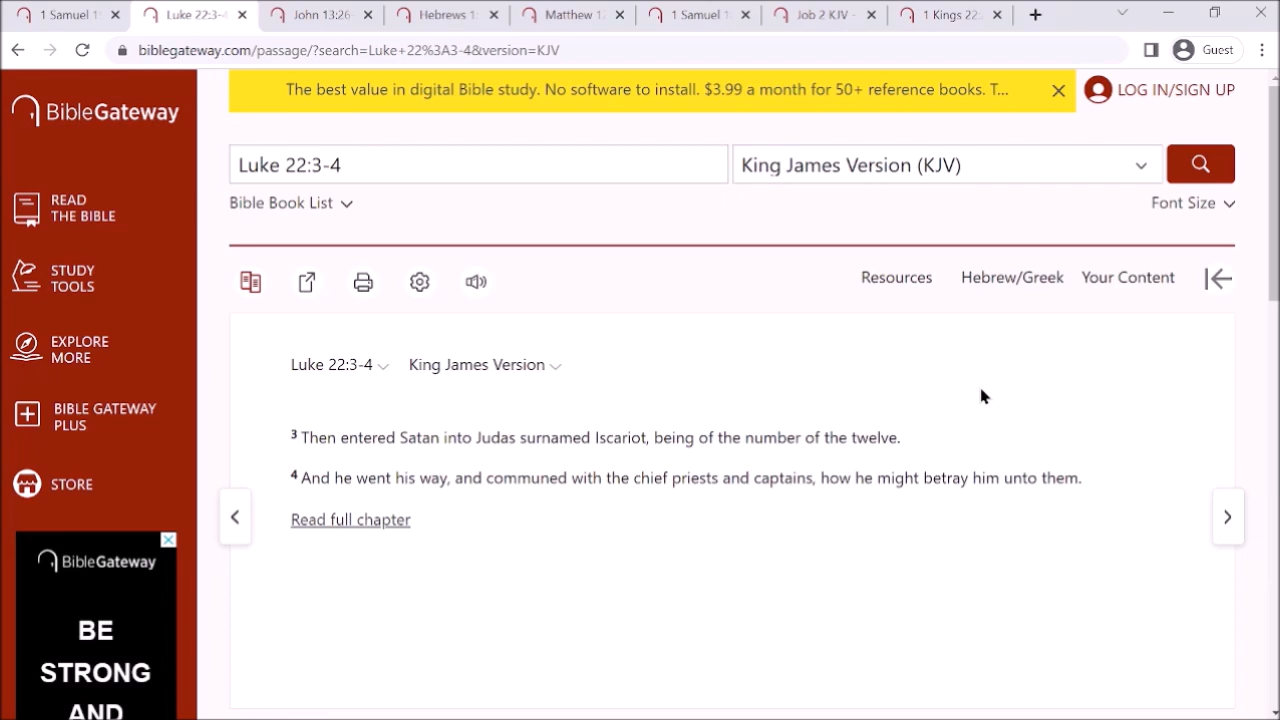 1 Samuel
Luke 22:3-4
John 13:26-
Hebrews 1
Matthew 1
1 Samuel
Job 2 KJV -
1 Kings 22
biblegateway.com/passage/?search=Luke+22%3A3-4&version=KJV
Guest
BibleGateway
The best value in digital Bible study. No software to install. $3.99 a month for 50+ reference books. T...
LOG IN/SIGN UP
Luke 22:3-4
King James Version (KJV)
Bible Book List
Font Size
READ
THE BIBLE
STUDY
TOOLS
EXPLORE
MORE
BIBLE GATEWAY
PLUS
STORE
Resources
Hebrew/Greek
Your Content
Luke 22:3-4
King James Version
3 Then entered Satan into Judas surnamed Iscariot, being of the number of the twelve.
4 And he went his way, and communed with the chief priests and captains, how he might betray him unto them.
Read full chapter
BibleGateway
BE
STRONG
AND